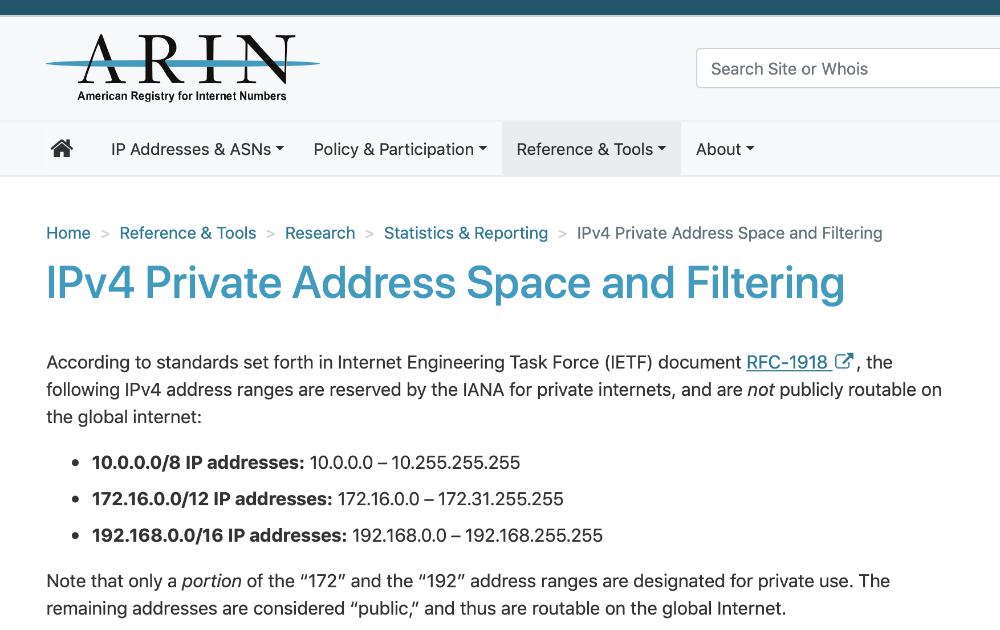 ARIN
American Registry for Internet Numbers
Search Site or Whois
IP Addresses & ASNs Policy & Participation Reference & Tools About
Home > Reference & Tools > Research > Statistics & Reporting > IPv4 Private Address Space and Filtering
IPv4 Private Address Space and Filtering
According to standards set forth in Internet Engineering Task Force (IETF) document RFC-1918 , the
following IPv4 address ranges are reserved by the IANA for private internets, and are not publicly routable on
the global internet:
• 10.0.0.0/8 IP addresses: 10.0.0.0 – 10.255.255.255
• 172.16.0.0/12 IP addresses: 172.16.0.0 – 172.31.255.255
• 192.168.0.0/16 IP addresses: 192.168.0.0 – 192.168.255.255
Note that only a portion of the “172” and the “192” address ranges are designated for private use. The
remaining addresses are considered “public,” and thus are routable on the global Internet.